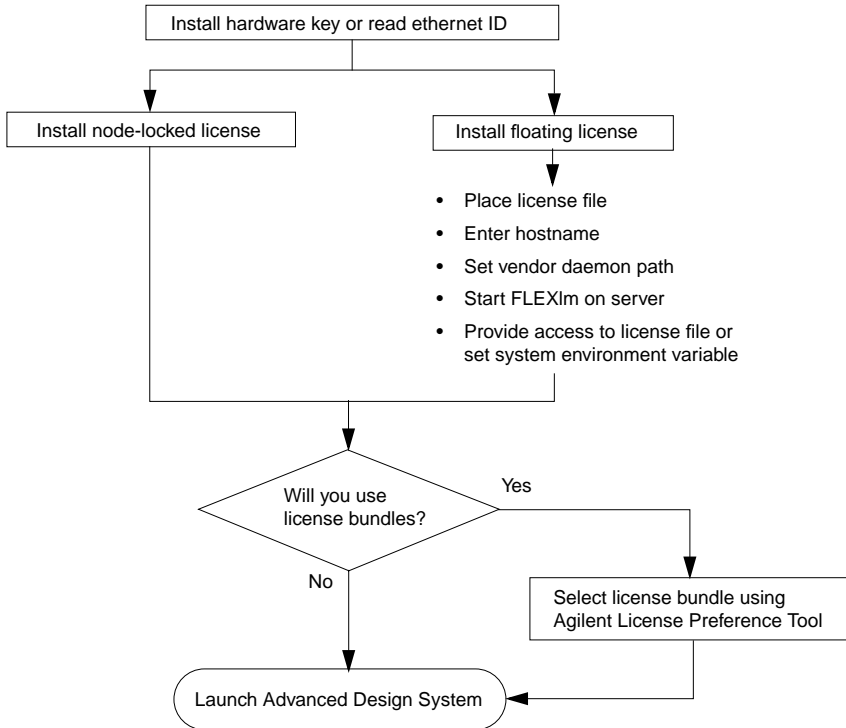 Install hardware key or read ethernet ID
Install node-locked license
Install floating license
• Place license file
• Enter hostname
• Set vendor daemon path
• Start FLEXlm on server
• Provide access to license file or
set system environment variable
Will you use
license bundles?
Yes
No
Select license bundle using
Agilent License Preference Tool
Launch Advanced Design System